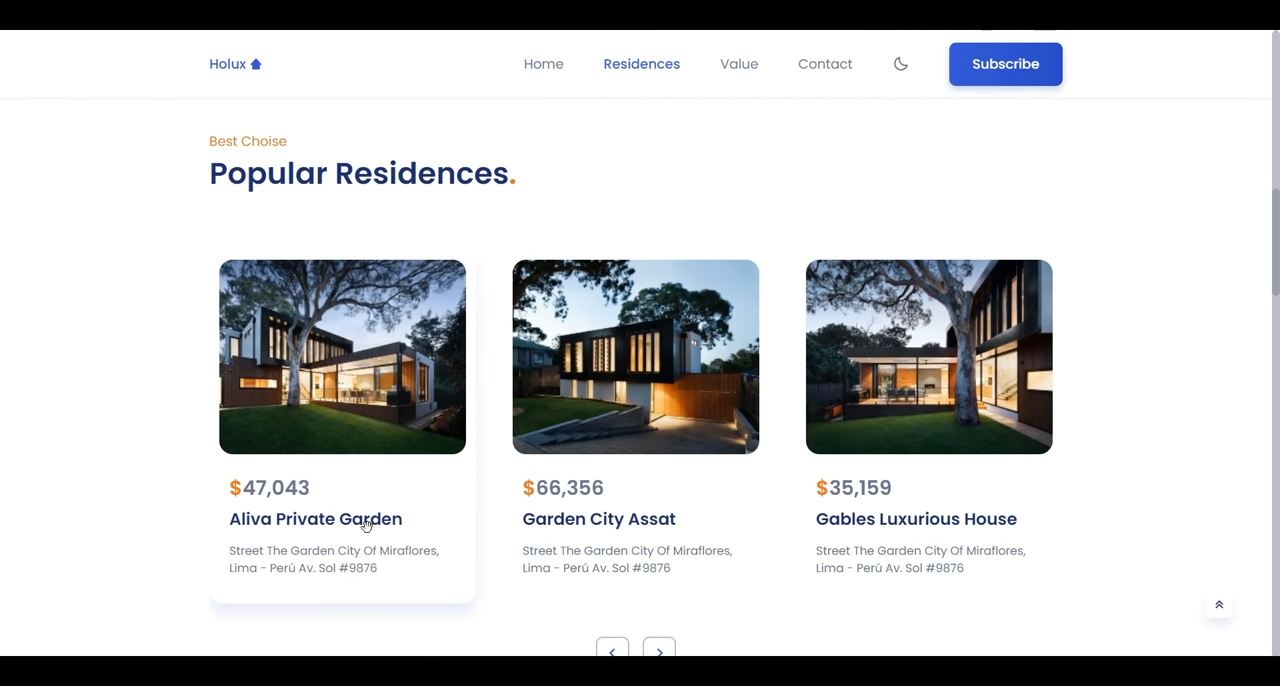 Holux
Home Residences Value Contact Subscribe
Best Choise
Popular Residences.
$47,043
Aliva Private Garden
Street The Garden City Of Miraflores,
Lima - Perú Av. Sol #9876
$66,356
Garden City Assat
Street The Garden City Of Miraflores,
Lima - Perú Av. Sol #9876
$35,159
Gables Luxurious House
Street The Garden City Of Miraflores,
Lima - Perú Av. Sol #9876